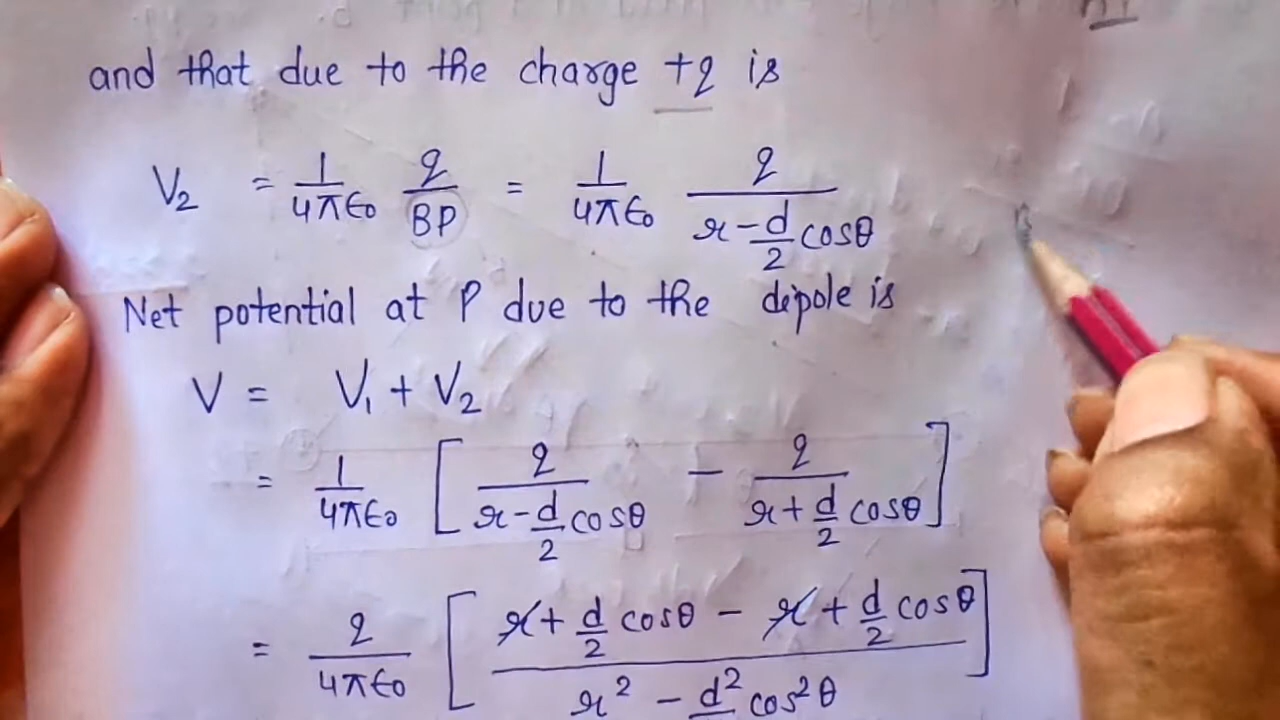 and that due to the charge +q is
V₂ = 1/4πϵ₀ q/BP = 1/4πϵ₀ q/(r - d/2 cosθ)
Net potential at P due to the dipole is
V = V₁ + V₂
= 1/4πϵ₀ [q/(r - d/2 cosθ) - q/(r + d/2 cosθ)]
= q/4πϵ₀ [(r + d/2 cosθ - r + d/2 cosθ)/(r² - d² cos²θ)]